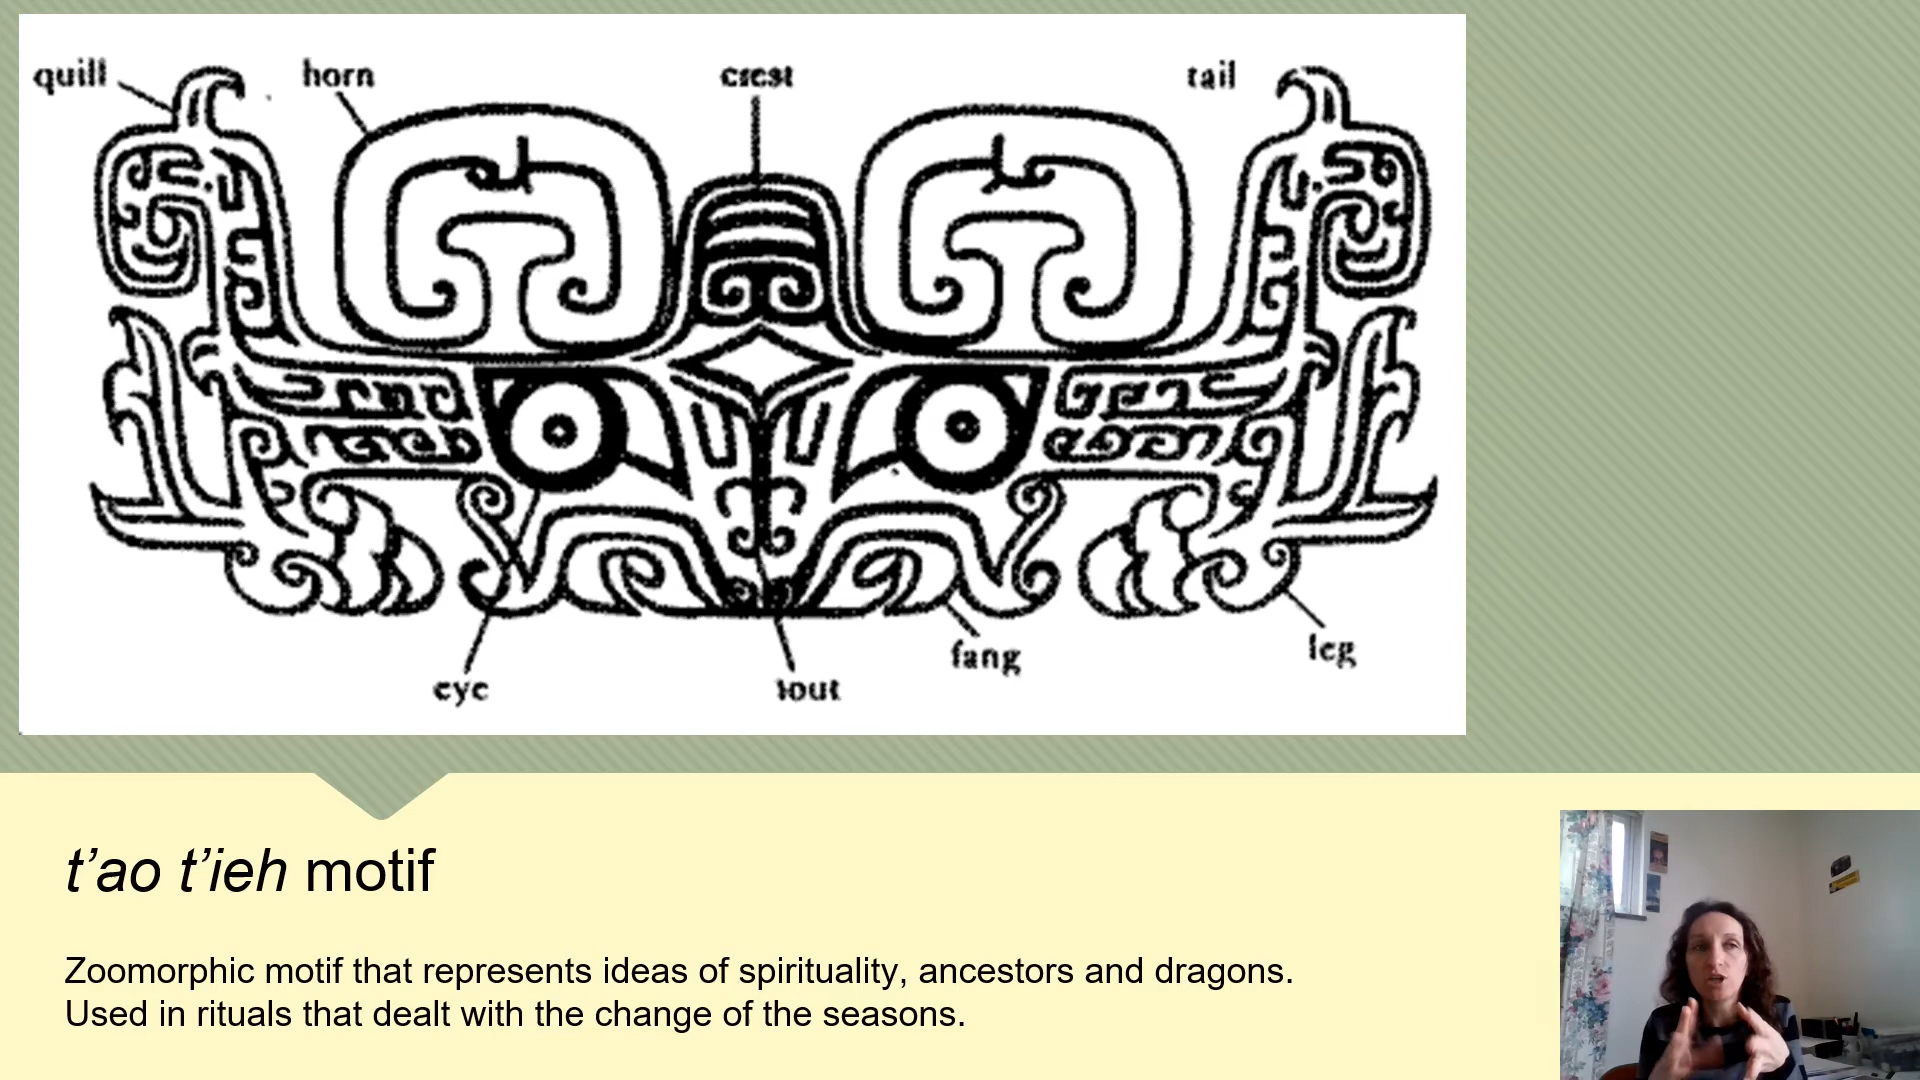 quill horn crest tail
eye
fang
leg
t’ao t’ieh motif
Zoomorphic motif that represents ideas of spirituality, ancestors and dragons.
Used in rituals that dealt with the change of the seasons.